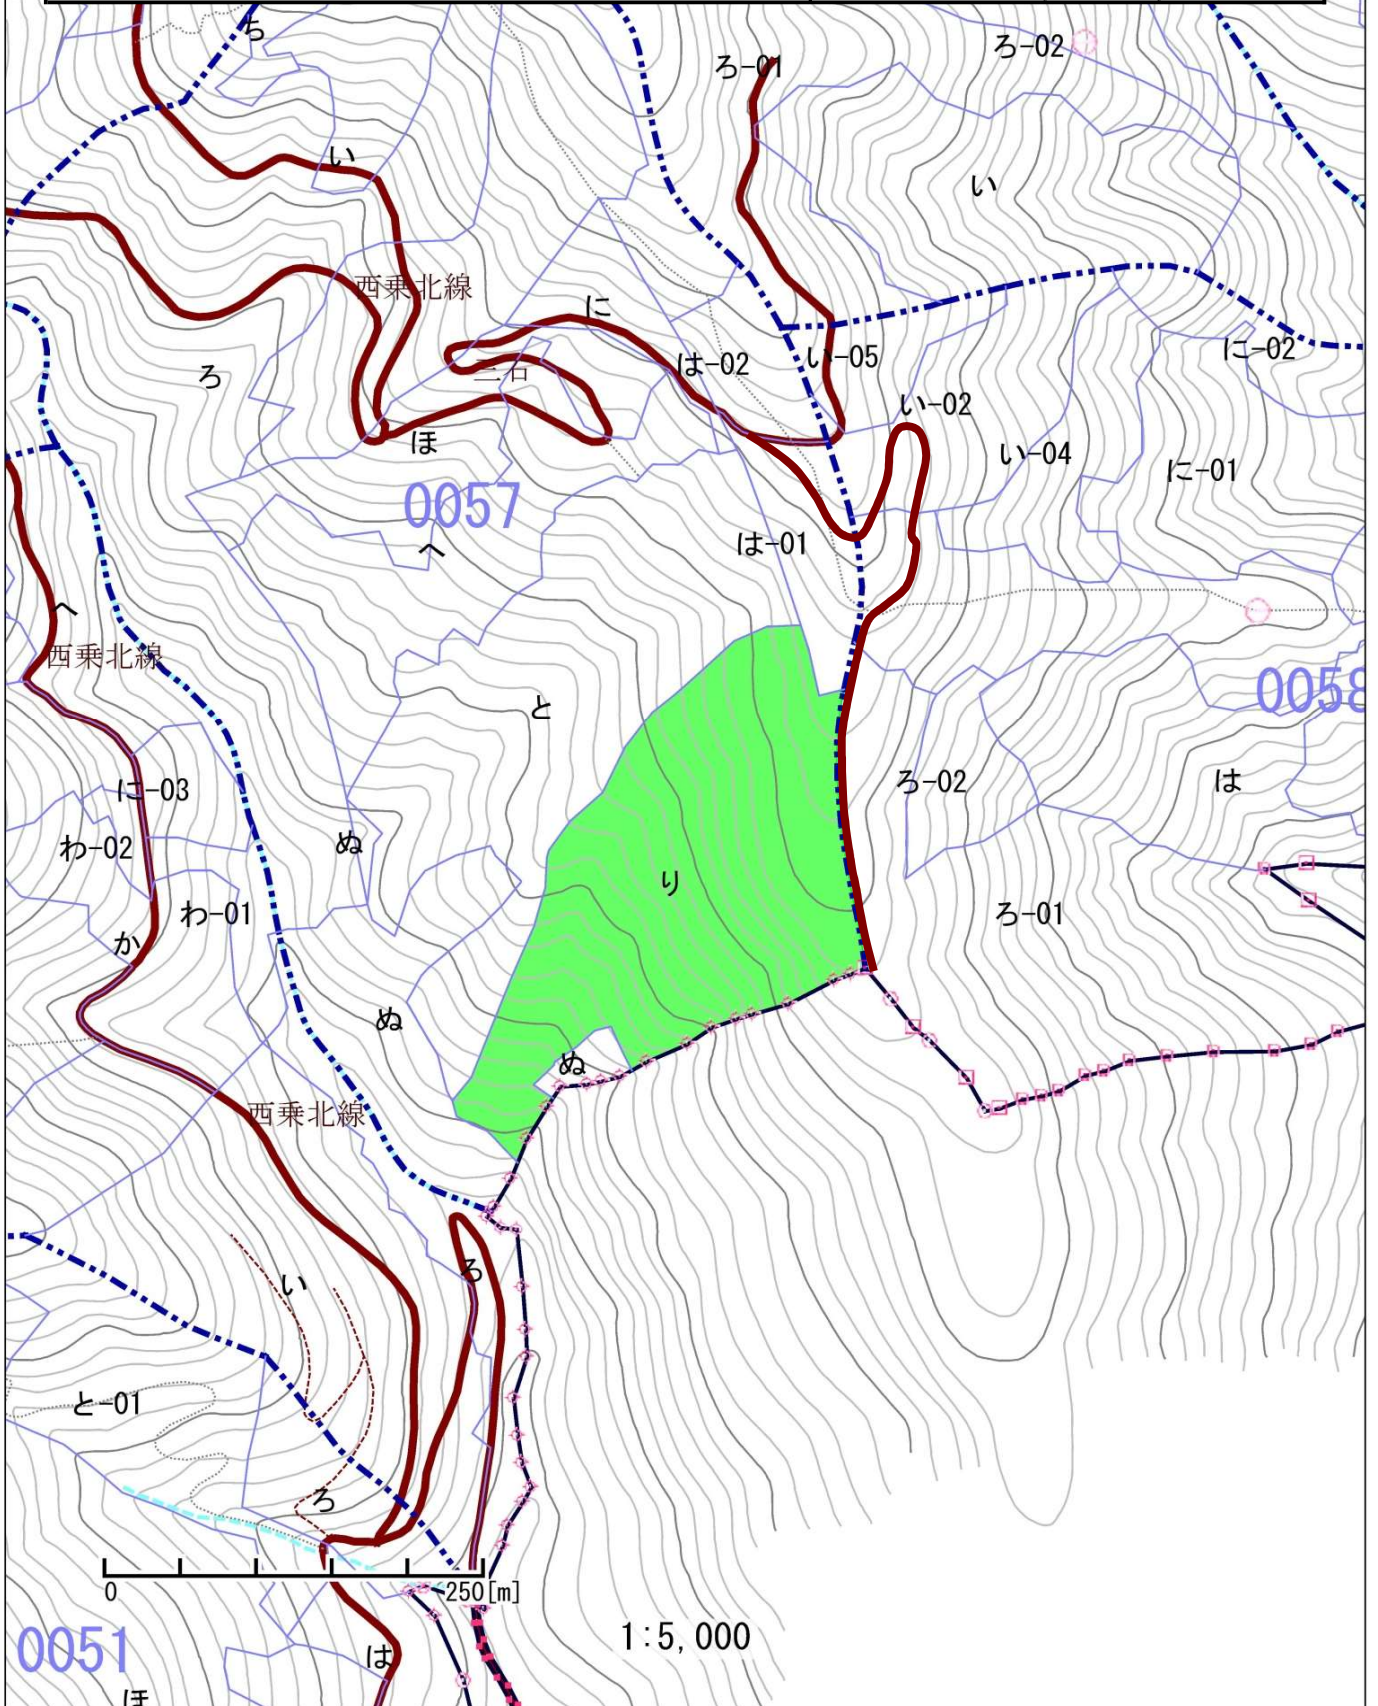 ち
ろ-02
ろ-01
い
い
西乗北線
に
に-02
は-02
い-05
三石
ろ
い-02
ほ
い-04
に-01
0057
は-01
へ
へ
西乗北線
0058
と
ろ-02
は
に-03
ぬ
わ-02
り
わ-01
ろ-01
か
ぬ
ぬ
西乗北線
ろ
い
と-01
ろ
0 250[m]
1:5,000
0051
は
ほ